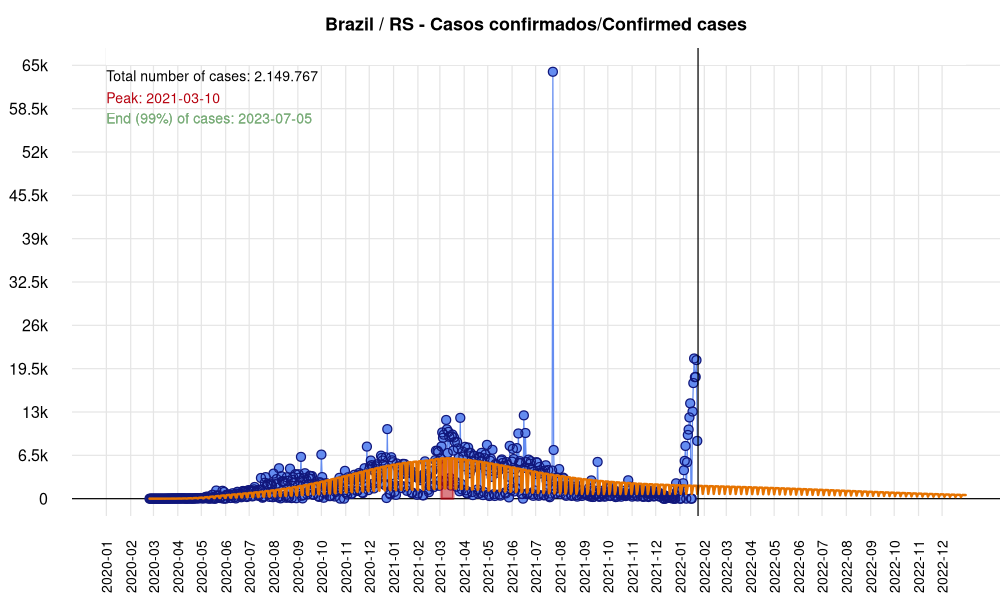 Brazil / RS - Casos confirmados/Confirmed cases
65k
Total number of cases: 2.149.767
Peak: 2021-03-10
58.5k
End (99%) of cases: 2023-07-05
52k
45.5k
39k
32.5k
26k
19.5k
13k
6.5k
0
2020-01
2020-02
2020-03
2020-04
2020-05
2020-06
2020-07
2020-08
2020-09
2020-10
2020-11
2020-12
2021-01
2021-02
2021-03
2021-04
2021-05
2021-06
2021-07
2021-08
2021-09
2021-10
2021-11
2021-12
2022-01
2022-02
2022-03
2022-04
2022-05
2022-06
2022-07
2022-08
2022-09
2022-10
2022-11
2022-12